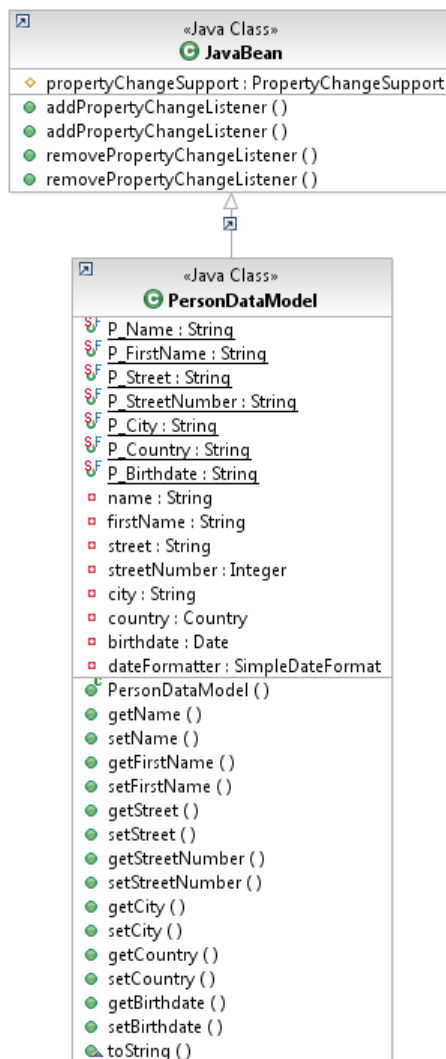 «Java Class»
JavaBean
propertyChangeSupport : PropertyChangeSupport
addPropertyChangeListener ( )
addPropertyChangeListener ( )
removePropertyChangeListener ( )
removePropertyChangeListener ( )
«Java Class»
PersonDataModel
P_Name : String
P_FirstName : String
P_Street : String
P_StreetNumber : String
P_City : String
P_Country : String
P_Birthdate : String
name : String
firstName : String
street : String
streetNumber : Integer
city : String
country : Country
birthdate : Date
dateFormatter : SimpleDateFormat
PersonDataModel ( )
getName ( )
setName ( )
getFirstName ( )
setFirstName ( )
getStreet ( )
setStreet ( )
getStreetNumber ( )
setStreetNumber ( )
getCity ( )
setCity ( )
getCountry ( )
setCountry ( )
getBirthdate ( )
setBirthdate ( )
toString ( )